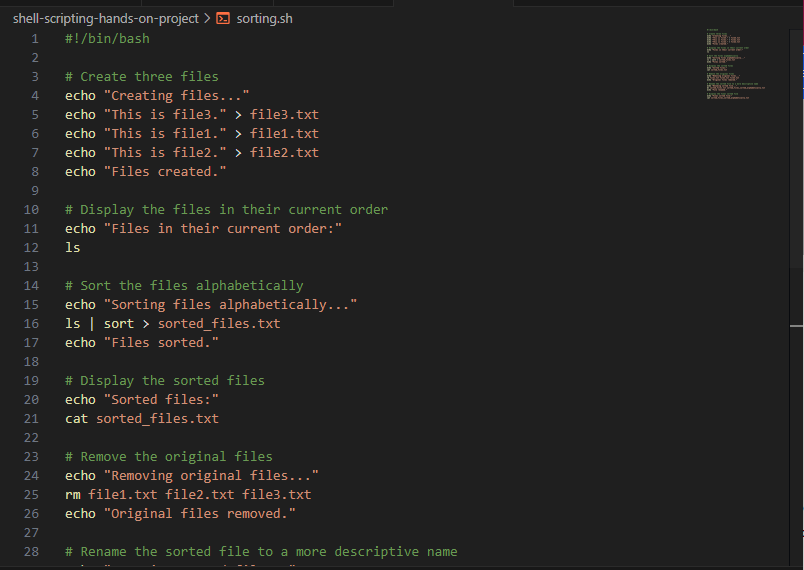 shell-scripting-hands-on-project > sorting.sh
1 #!/bin/bash
2
3 # Create three files
4 echo "Creating files..."
5 echo "This is file3." > file3.txt
6 echo "This is file1." > file1.txt
7 echo "This is file2." > file2.txt
8 echo "Files created."
9
10 # Display the files in their current order
11 echo "Files in their current order:"
12 ls
13
14 # Sort the files alphabetically
15 echo "Sorting files alphabetically..."
16 ls | sort > sorted_files.txt
17 echo "Files sorted."
18
19 # Display the sorted files
20 echo "Sorted files:"
21 cat sorted_files.txt
22
23 # Remove the original files
24 echo "Removing original files..."
25 rm file1.txt file2.txt file3.txt
26 echo "Original files removed."
27
28 # Rename the sorted file to a more descriptive name